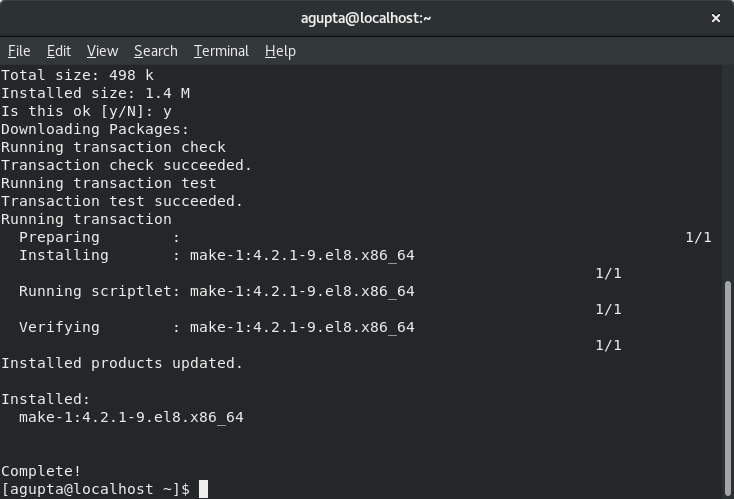 agupta@localhost:~
File Edit View Search Terminal Help
Total size: 498 k
Installed size: 1.4 M
Is this ok [y/N]: y
Downloading Packages:
Running transaction check
Transaction check succeeded.
Running transaction test
Transaction test succeeded.
Running transaction
  Preparing        :                                                        1/1
  Installing       : make-1:4.2.1-9.el8.x86_64
                                                                  1/1
  Running scriptlet: make-1:4.2.1-9.el8.x86_64
                                                                  1/1
  Verifying        : make-1:4.2.1-9.el8.x86_64
                                                                  1/1
Installed products updated.

Installed:
  make-1:4.2.1-9.el8.x86_64

Complete!
[agupta@localhost ~]$